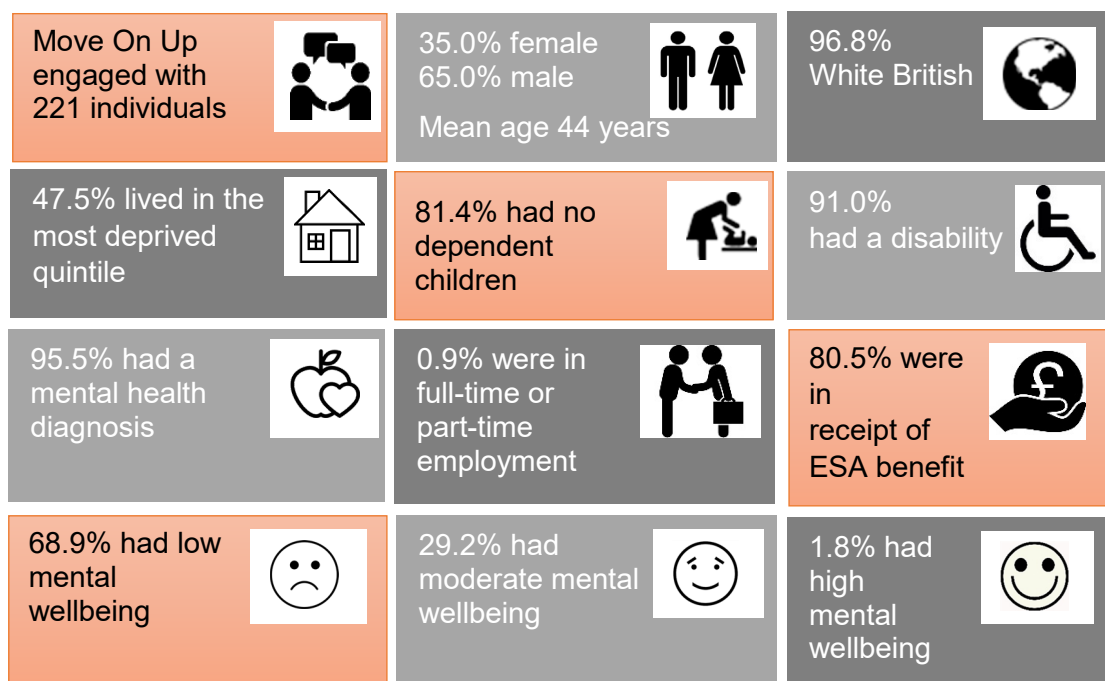 Move On Up
engaged with
221 individuals
35.0% female
65.0% male
Mean age 44 years
96.8%
White British
47.5% lived in the
most deprived
quintile
81.4% had no
dependent
children
91.0%
had a disability
95.5% had a
mental health
diagnosis
0.9% were in
full-time or
part-time
employment
80.5% were
in
receipt of
ESA benefit
£
68.9% had low
mental
wellbeing
29.2% had
moderate mental
wellbeing
1.8% had
high
mental
wellbeing